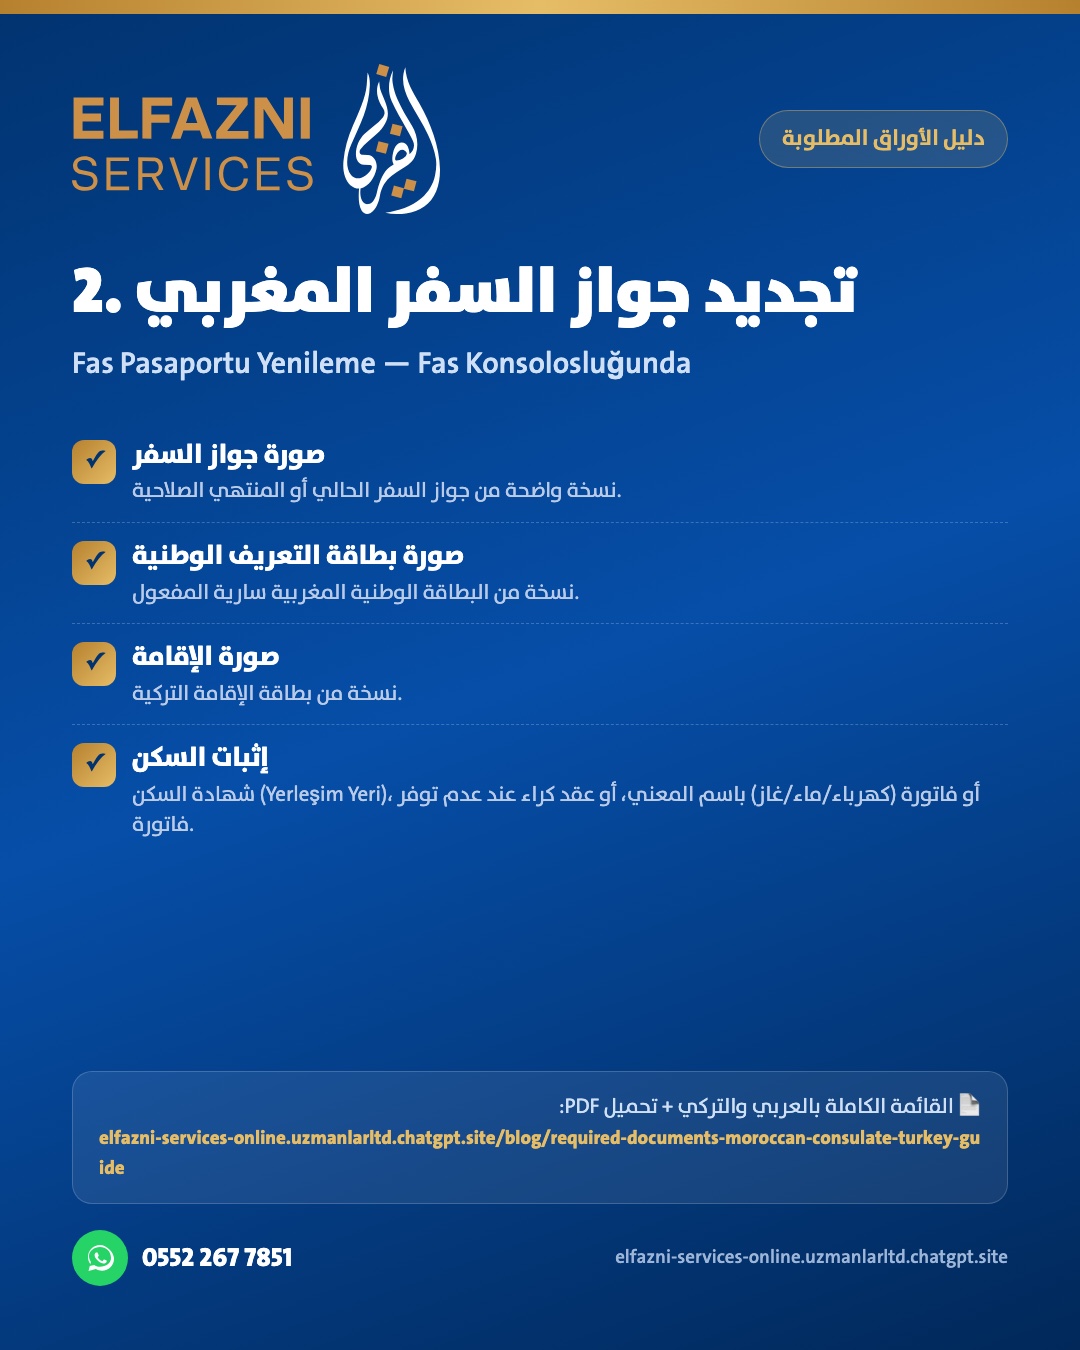 ELFAZNI
SERVICES
الفزني
دليل الأوراق المطلوبة
2. تجديد جواز السفر المغربي
Fas Pasaportu Yenileme — Fas Konsolosluğunda
✓ صورة جواز السفر
نسخة واضحة من جواز السفر الحالي أو المنتهي الصلاحية.
✓ صورة بطاقة التعريف الوطنية
نسخة من البطاقة الوطنية المغربية سارية المفعول.
✓ صورة الإقامة
نسخة من بطاقة الإقامة التركية.
✓ إثبات السكن
شهادة السكن (Yerleşim Yeri)، أو فاتورة (كهرباء/ماء/غاز) باسم المعني، أو عقد كراء عند عدم توفر
فاتورة.
القائمة الكاملة بالعربي والتركي + تحميل PDF:
elfazni-services-online.uzmanlarltd.chatgpt.site/blog/required-documents-moroccan-consulate-turkey-gu
ide
0552 267 7851
elfazni-services-online.uzmanlarltd.chatgpt.site